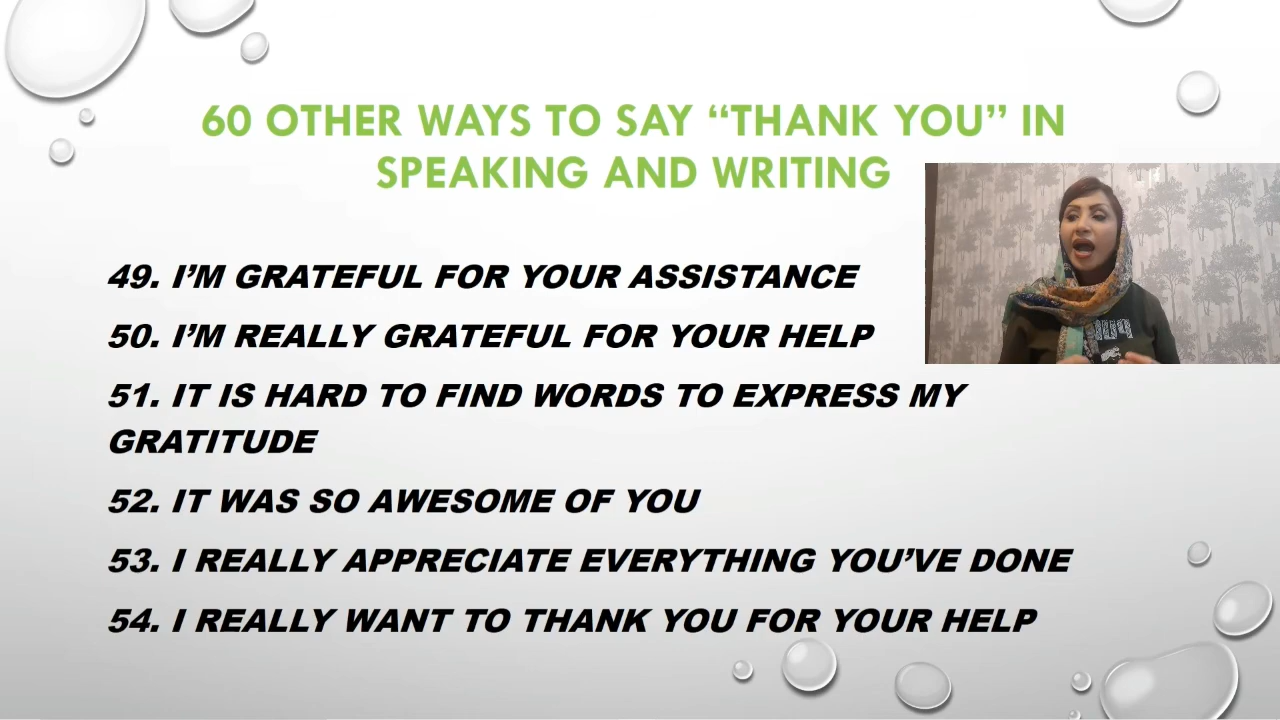 60 OTHER WAYS TO SAY “THANK YOU” IN
SPEAKING AND WRITING
49. I’M GRATEFUL FOR YOUR ASSISTANCE
50. I’M REALLY GRATEFUL FOR YOUR HELP
51. IT IS HARD TO FIND WORDS TO EXPRESS MY
GRATITUDE
52. IT WAS SO AWESOME OF YOU
53. I REALLY APPRECIATE EVERYTHING YOU’VE DONE
54. I REALLY WANT TO THANK YOU FOR YOUR HELP